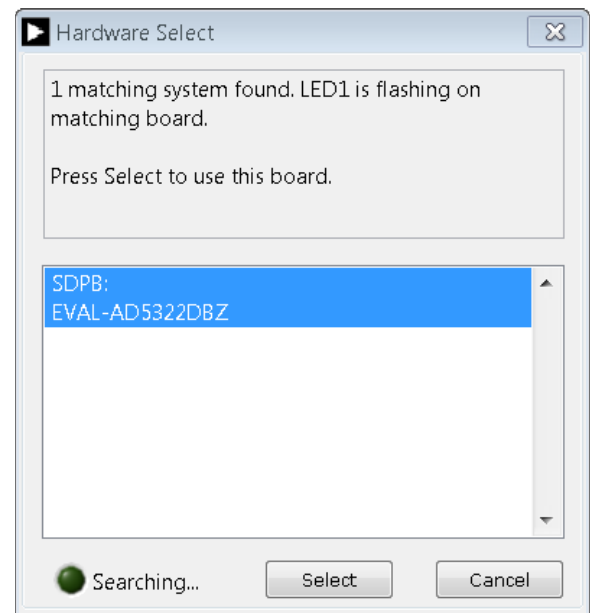 Hardware Select
1 matching system found. LED1 is flashing on
matching board.
Press Select to use this board.
SDPB:
EVAL-AD5322DBZ
Searching...
Select
Cancel